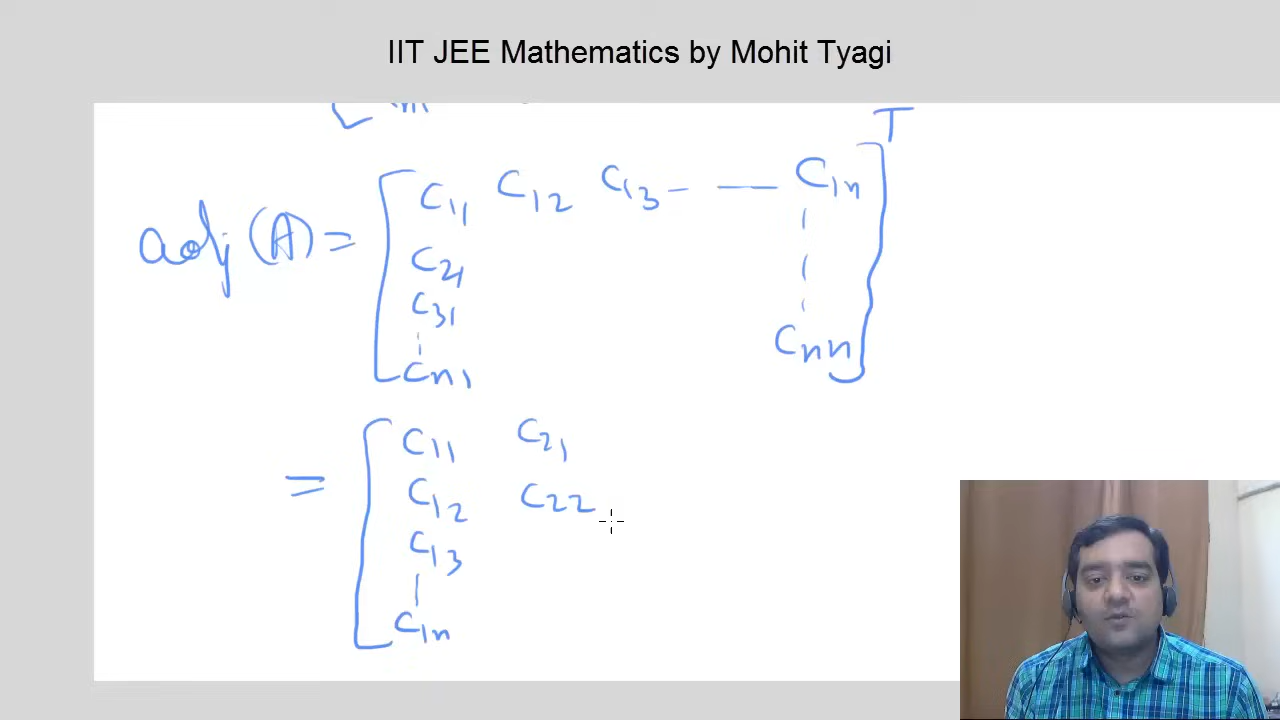 IIT JEE Mathematics by Mohit Tyagi
T
adj (A) = [ C11 C12 C13 - — C1n ]
C21
C31
Cn1 Cnn
= [ C11 C21
C12 C22
C13
C1n